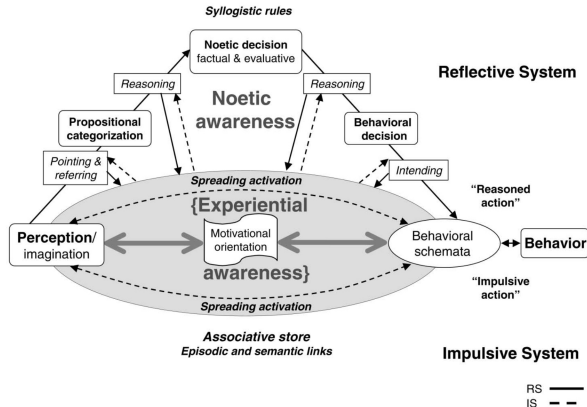 Syllogistic rules
Noetic decision
factual & evaluative
Reasoning
Reasoning
Reflective System
Noetic
awareness
Propositional
categorization
Behavioral
decision
Pointing &
referring
Intending
Spreading activation
"Reasoned
action"
{Experiential
Perception/
imagination
Motivational
orientation
Behavioral
schemata
Behavior
awareness}
"Impulsive
action"
Spreading activation
Associative store
Episodic and semantic links
Impulsive System
RS
IS